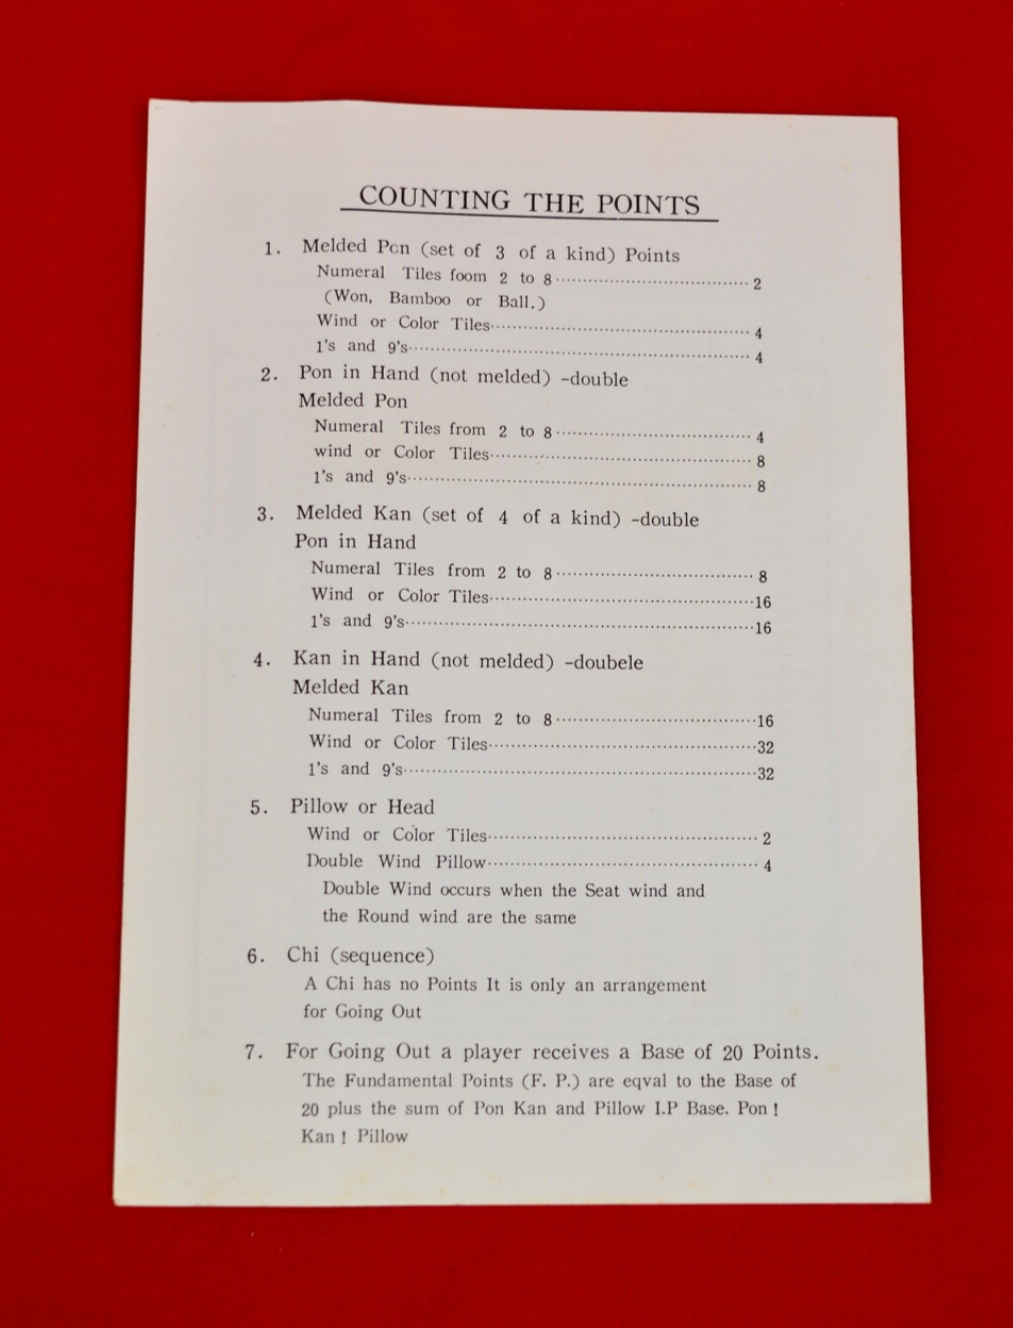 COUNTING THE POINTS
1. Melded Pcn (set of 3 of a kind) Points
Numeral Tiles foom 2 to 8 2
(Won, Bamboo or Ball.)
Wind or Color Tiles 4
1's and 9's 4
2. Pon in Hand (not melded) -double
Melded Pon
Numeral Tiles from 2 to 8 4
wind or Color Tiles 8
1's and 9's 8
3. Melded Kan (set of 4 of a kind) -double
Pon in Hand
Numeral Tiles from 2 to 8 8
Wind or Color Tiles 16
1's and 9's 16
4. Kan in Hand (not melded) -doubele
Melded Kan
Numeral Tiles from 2 to 8 16
Wind or Color Tiles 32
1's and 9's 32
5. Pillow or Head
Wind or Color Tiles 2
Double Wind Pillow 4
Double Wind occurs when the Seat wind and
the Round wind are the same
6. Chi (sequence)
A Chi has no Points It is only an arrangement
for Going Out
7. For Going Out a player receives a Base of 20 Points.
The Fundamental Points (F. P.) are eqval to the Base of
20 plus the sum of Pon Kan and Pillow I.P Base. Pon !
Kan ! Pillow